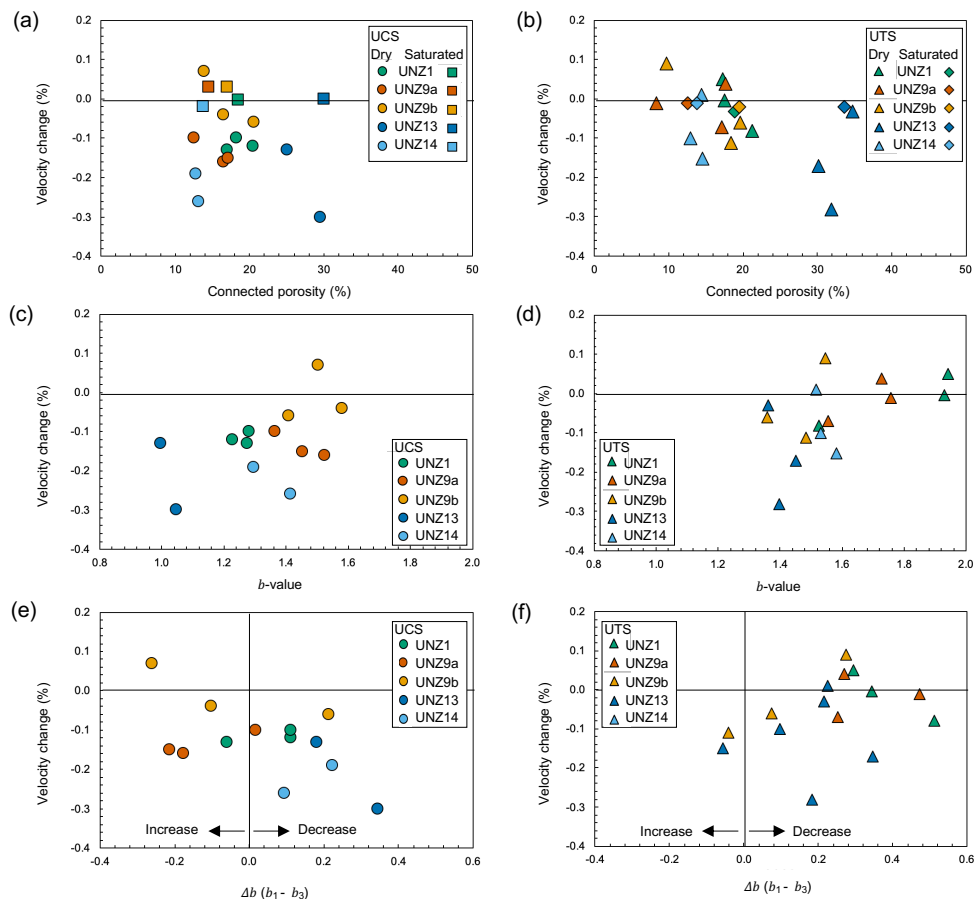 (a)
0.2
0.1
0.0
-0.1
-0.2
-0.3
-0.4
Velocity change (%)
0 10 20 30 40 50
Connected porosity (%)
UCS
Dry Saturated
UNZ1
UNZ9a
UNZ9b
UNZ13
UNZ14
(b)
0.2
0.1
0.0
-0.1
-0.2
-0.3
-0.4
Velocity change (%)
0 10 20 30 40 50
Connected porosity (%)
UTS
Dry Saturated
UNZ1
UNZ9a
UNZ9b
UNZ13
UNZ14
(c)
0.2
0.1
0.0
-0.1
-0.2
-0.3
-0.4
Velocity change (%)
0.8 1.0 1.2 1.4 1.6 1.8 2.0
b-value
UCS
UNZ1
UNZ9a
UNZ9b
UNZ13
UNZ14
(d)
0.2
0.1
0.0
-0.1
-0.2
-0.3
-0.4
Velocity change (%)
0.8 1.0 1.2 1.4 1.6 1.8 2.0
b-value
UTS
UNZ1
UNZ9a
UNZ9b
UNZ13
UNZ14
(e)
0.2
0.1
0.0
-0.1
-0.2
-0.3
-0.4
Velocity change (%)
-0.4 -0.2 0.0 0.2 0.4 0.6
Δb (b₁ - b₃)
Increase Decrease
UCS
UNZ1
UNZ9a
UNZ9b
UNZ13
UNZ14
(f)
0.2
0.1
0.0
-0.1
-0.2
-0.3
-0.4
Velocity change (%)
-0.4 -0.2 0.0 0.2 0.4 0.6
Δb (b₁ - b₃)
Increase Decrease
UTS
UNZ1
UNZ9a
UNZ9b
UNZ13
UNZ14